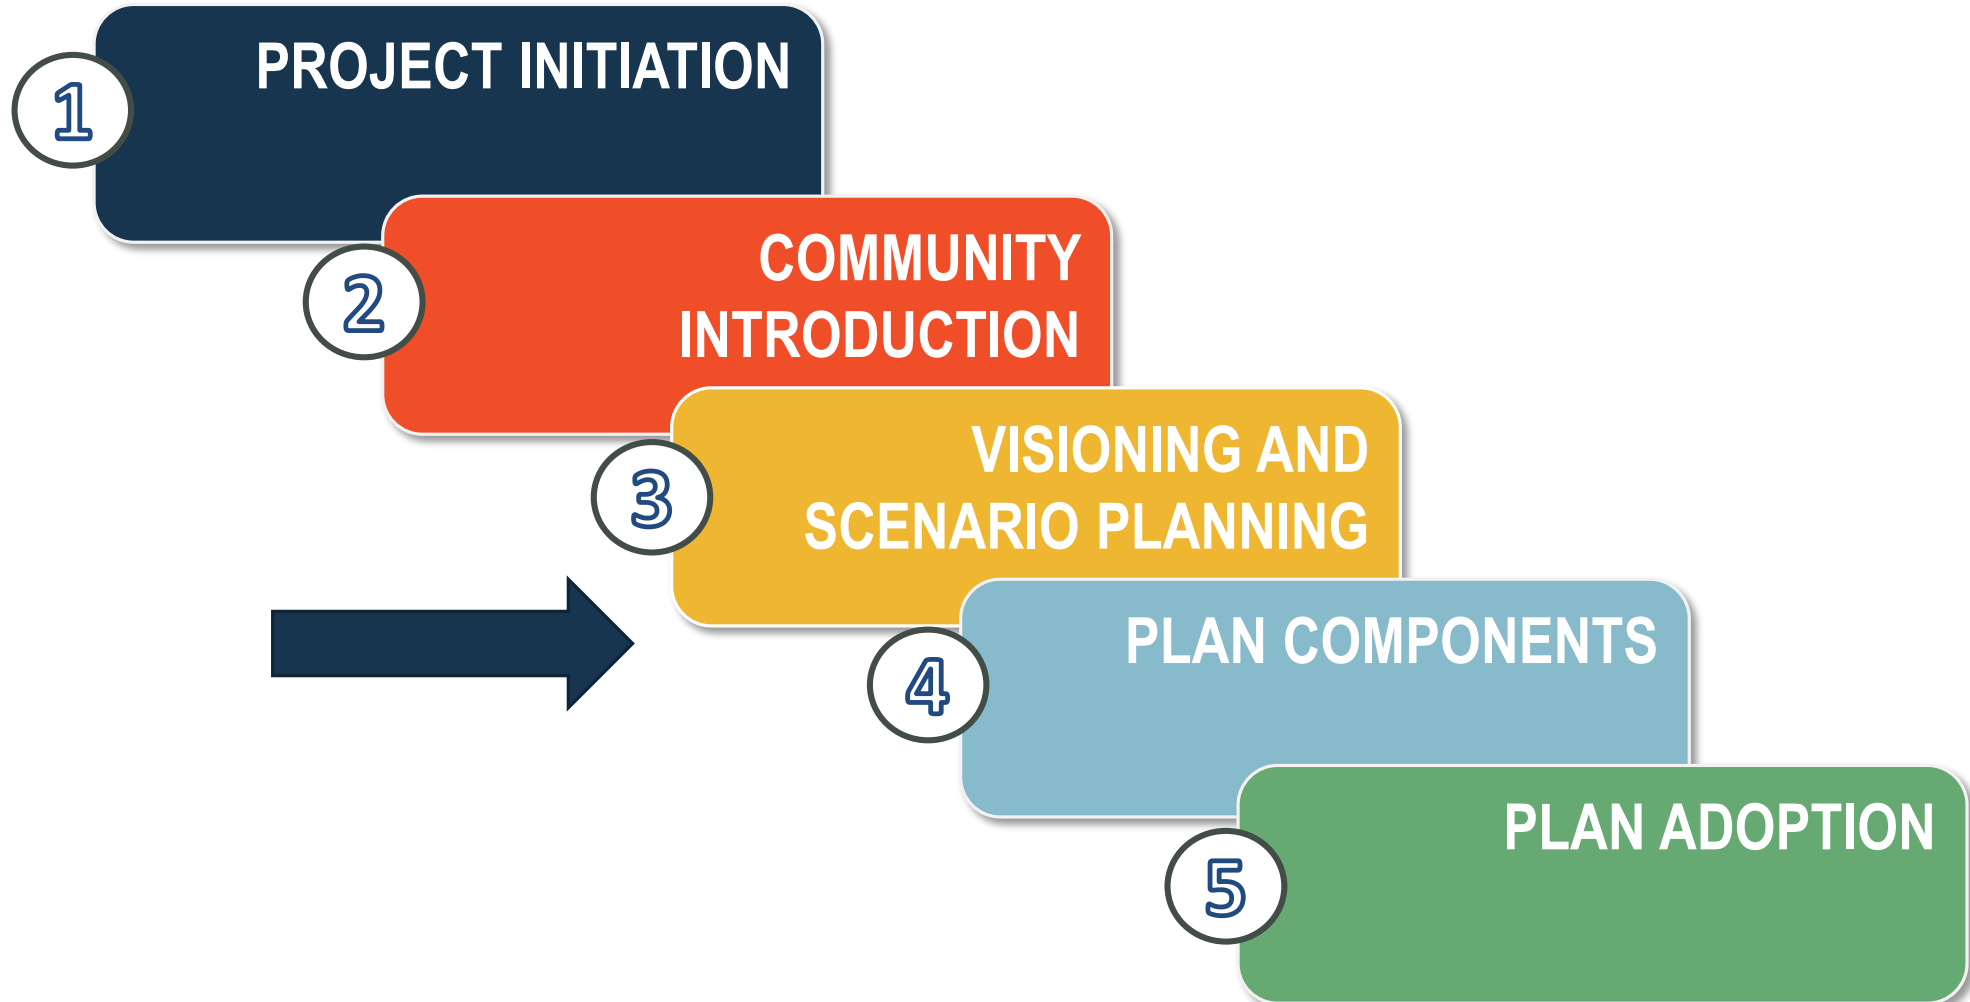 1
PROJECT INITIATION
2
COMMUNITY
INTRODUCTION
3
VISIONING AND
SCENARIO PLANNING
4
PLAN COMPONENTS
5
PLAN ADOPTION